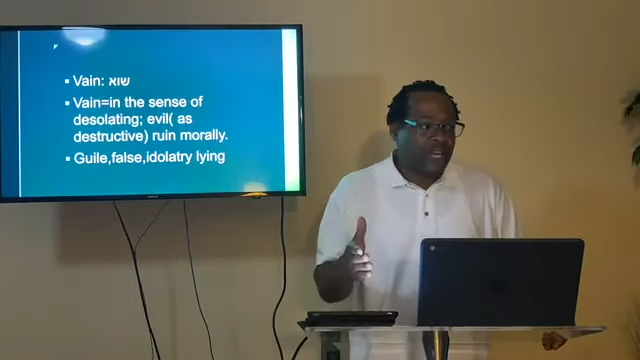 ▪ Vain: שוא
▪ Vain=in the sense of
desolating; evil( as
destructive) ruin morally.
▪ Guile,false,idolatry lying